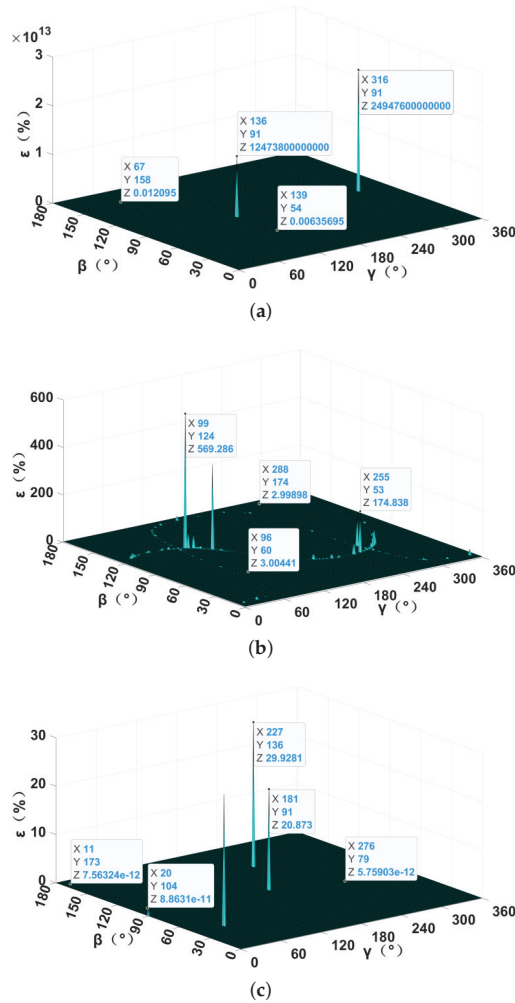 ×10^13
3
2
1
0
ε (%)
X 316
Y 91
Z 24947600000000
X 136
Y 91
Z 12473800000000
X 67
Y 158
Z 0.012095
X 139
Y 54
Z 0.00635695
180
150
120
90
60
30
0
β (°)
0
60
120
180
240
300
360
γ (°)
(a)
600
400
200
0
ε (%)
X 99
Y 124
Z 569.286
X 288
Y 174
Z 2.99898
X 255
Y 53
Z 174.838
X 96
Y 60
Z 3.00441
180
150
120
90
60
30
0
β (°)
0
60
120
180
240
300
360
γ (°)
(b)
30
20
10
0
ε (%)
X 227
Y 136
Z 29.9281
X 181
Y 91
Z 20.873
X 11
Y 173
Z 7.56324e-12
X 20
Y 104
Z 8.8631e-11
X 276
Y 79
Z 5.75903e-12
180
150
120
90
60
30
0
β (°)
0
60
120
180
240
300
360
γ (°)
(c)